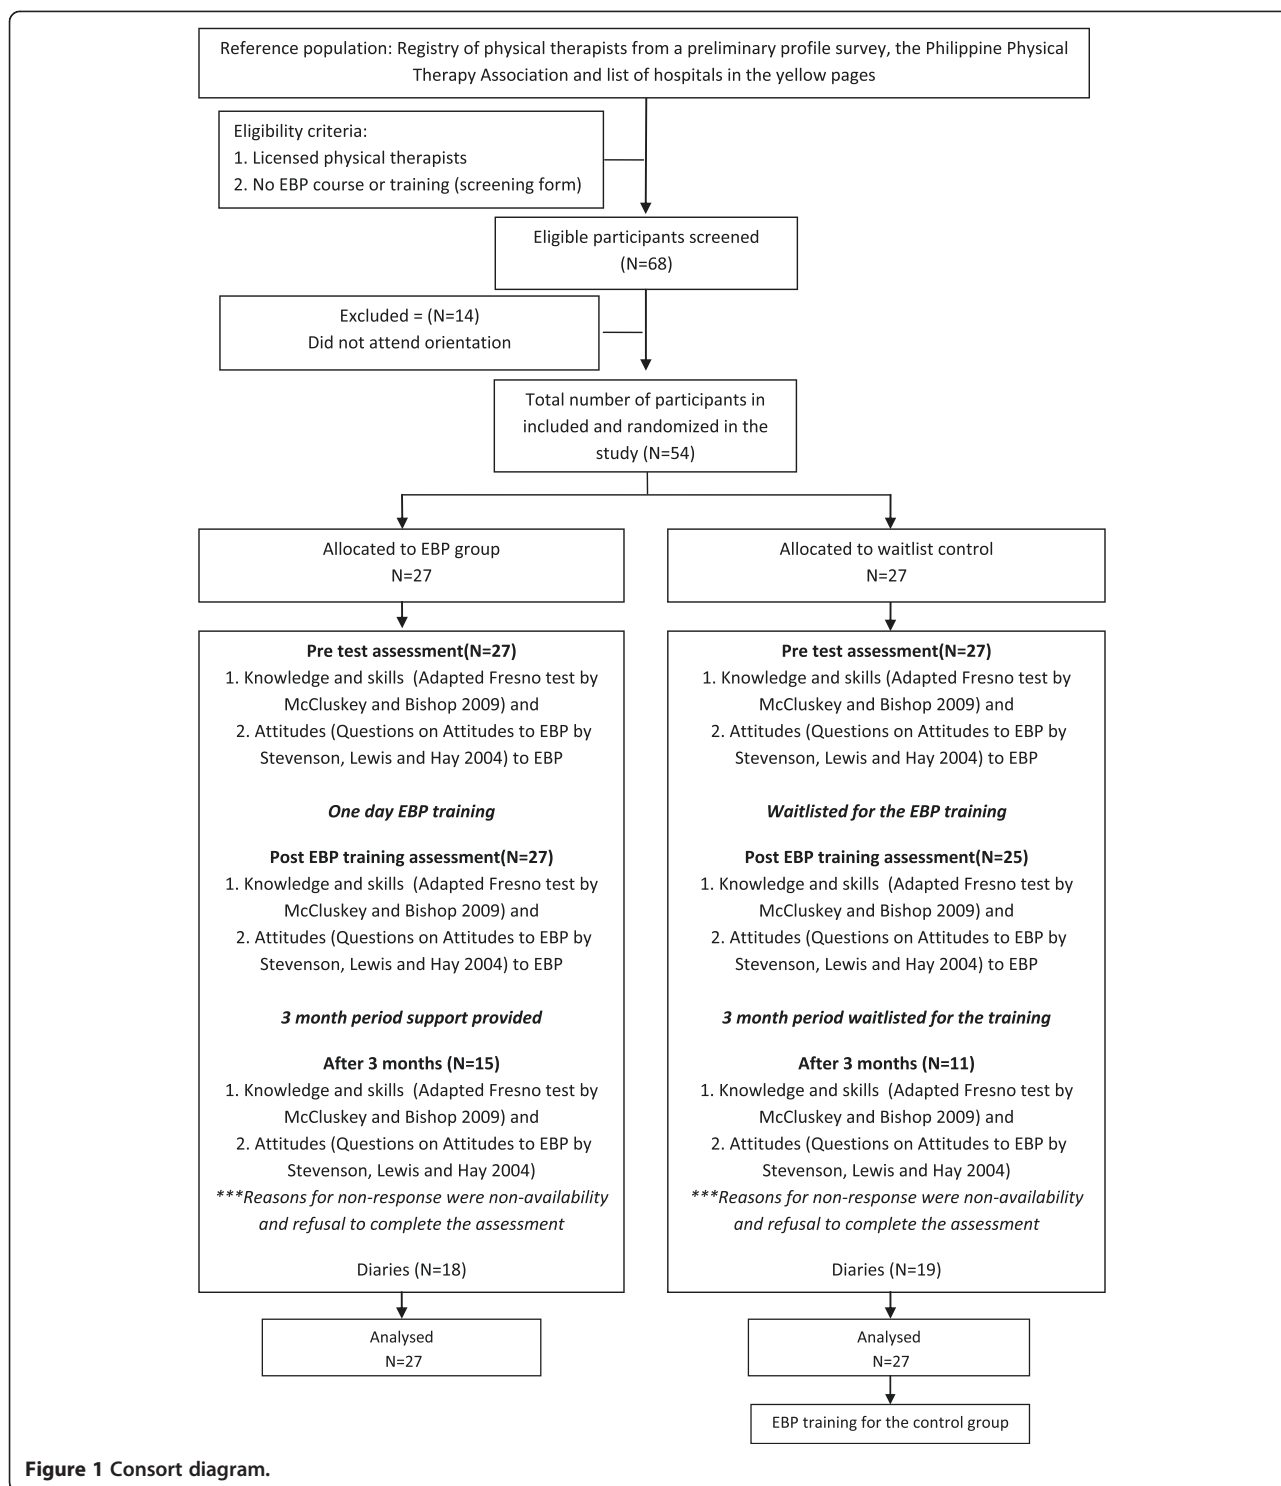 Reference population: Registry of physical therapists from a preliminary profile survey, the Philippine Physical
Therapy Association and list of hospitals in the yellow pages
Eligibility criteria:
1. Licensed physical therapists
2. No EBP course or training (screening form)
Eligible participants screened
(N=68)
Excluded = (N=14)
Did not attend orientation
Total number of participants in
included and randomized in the
study (N=54)
Allocated to EBP group
N=27
Allocated to waitlist control
N=27
Pre test assessment(N=27)
1. Knowledge and skills (Adapted Fresno test by
McCluskey and Bishop 2009) and
2. Attitudes (Questions on Attitudes to EBP by
Stevenson, Lewis and Hay 2004) to EBP
One day EBP training
Post EBP training assessment(N=27)
1. Knowledge and skills (Adapted Fresno test by
McCluskey and Bishop 2009) and
2. Attitudes (Questions on Attitudes to EBP by
Stevenson, Lewis and Hay 2004) to EBP
3 month period support provided
After 3 months (N=15)
1. Knowledge and skills (Adapted Fresno test by
McCluskey and Bishop 2009) and
2. Attitudes (Questions on Attitudes to EBP by
Stevenson, Lewis and Hay 2004)
***Reasons for non-response were non-availability
and refusal to complete the assessment
Diaries (N=18)
Pre test assessment(N=27)
1. Knowledge and skills (Adapted Fresno test by
McCluskey and Bishop 2009) and
2. Attitudes (Questions on Attitudes to EBP by
Stevenson, Lewis and Hay 2004) to EBP
Waitlisted for the EBP training
Post EBP training assessment(N=25)
1. Knowledge and skills (Adapted Fresno test by
McCluskey and Bishop 2009) and
2. Attitudes (Questions on Attitudes to EBP by
Stevenson, Lewis and Hay 2004) to EBP
3 month period waitlisted for the training
After 3 months (N=11)
1. Knowledge and skills (Adapted Fresno test by
McCluskey and Bishop 2009) and
2. Attitudes (Questions on Attitudes to EBP by
Stevenson, Lewis and Hay 2004)
***Reasons for non-response were non-availability
and refusal to complete the assessment
Diaries (N=19)
Analysed
N=27
Analysed
N=27
EBP training for the control group
Figure 1 Consort diagram.